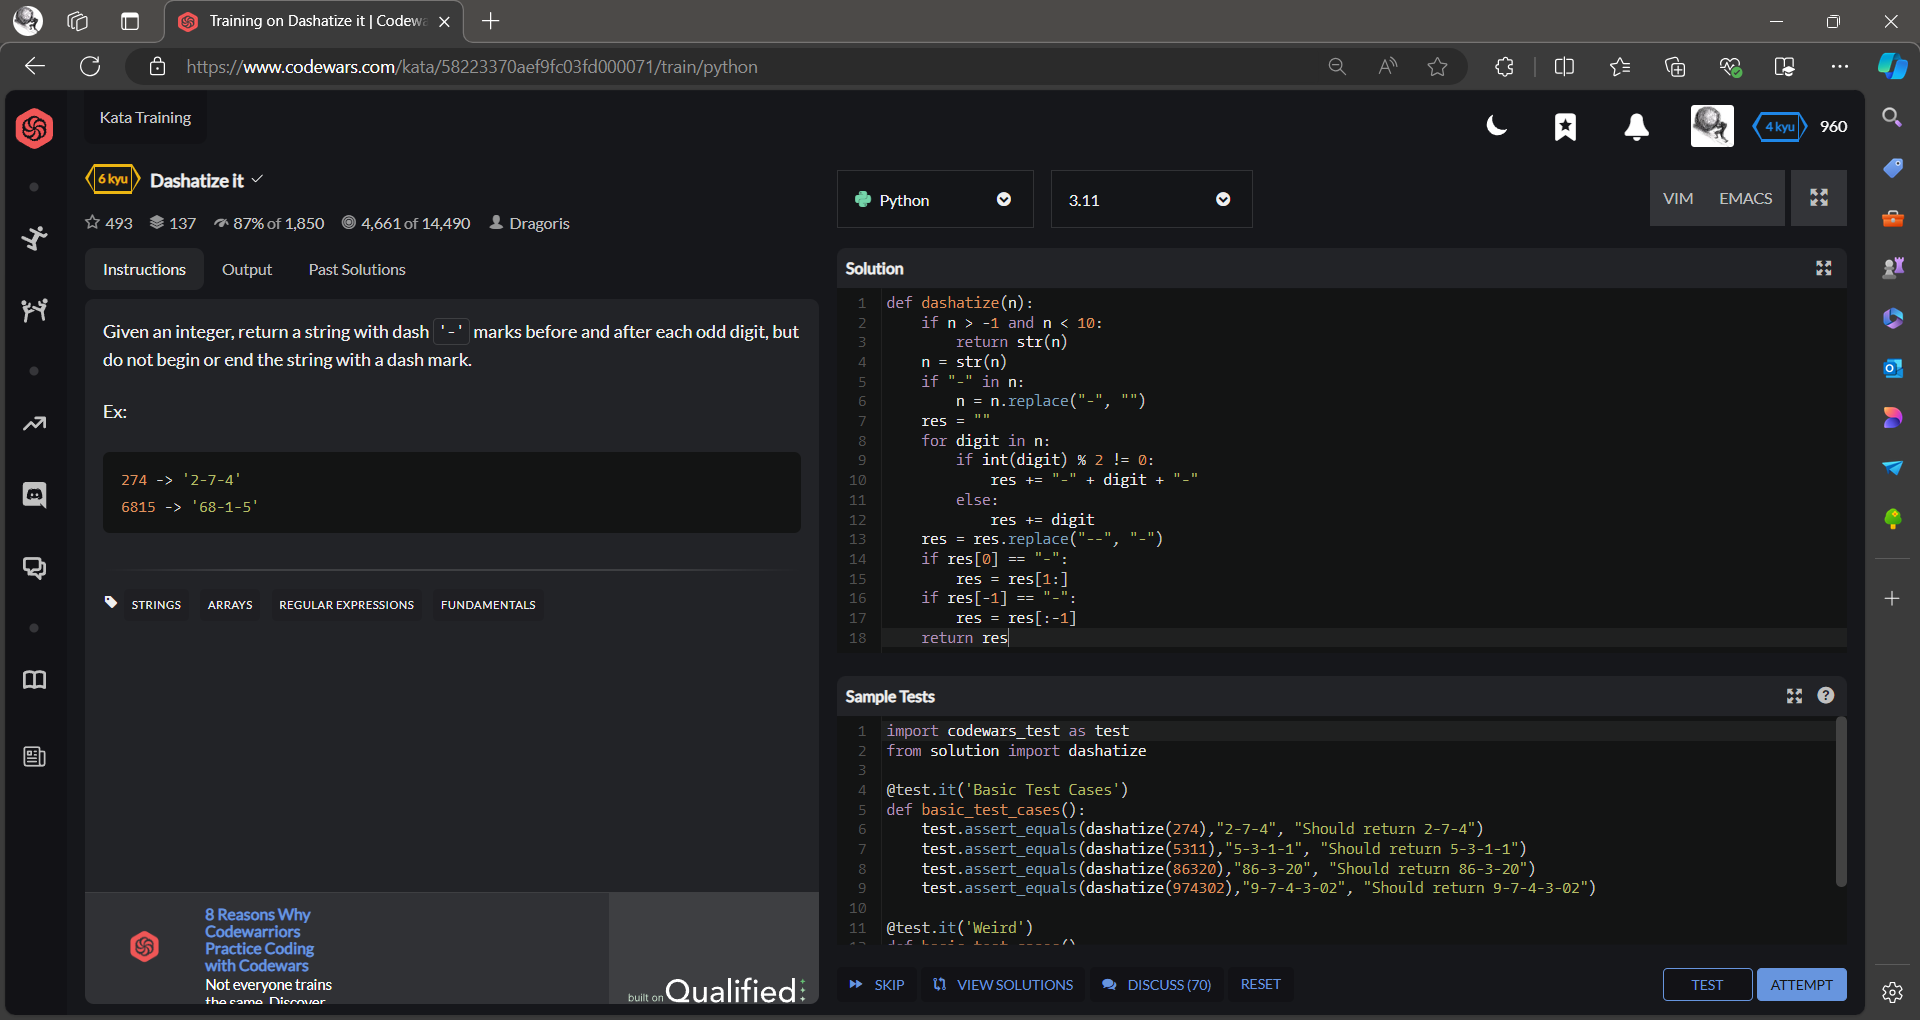 Training on Dashatize it | Codewa
https://www.codewars.com/kata/58223370aef9fc03fd000071/train/python
Kata Training
4 kyu 960
6 kyu Dashatize it
493 137 87% of 1,850 4,661 of 14,490 Dragoris
Instructions Output Past Solutions
Given an integer, return a string with dash '-' marks before and after each odd digit, but
do not begin or end the string with a dash mark.
Ex:
274 -> '2-7-4'
6815 -> '68-1-5'
STRINGS ARRAYS REGULAR EXPRESSIONS FUNDAMENTALS
8 Reasons Why
Codewarriors
Practice Coding
with Codewars
Not everyone trains
the same. Discover
built on Qualified
Python 3.11 VIM EMACS
Solution
1 def dashatize(n):
2 if n > -1 and n < 10:
3 return str(n)
4 n = str(n)
5 if "-" in n:
6 n = n.replace("-", "")
7 res = ""
8 for digit in n:
9 if int(digit) % 2 != 0:
10 res += "-" + digit + "-"
11 else:
12 res += digit
13 res = res.replace("--", "-")
14 if res[0] == "-":
15 res = res[1:]
16 if res[-1] == "-":
17 res = res[:-1]
18 return res
Sample Tests
1 import codewars_test as test
2 from solution import dashatize
3
4 @test.it('Basic Test Cases')
5 def basic_test_cases():
6 test.assert_equals(dashatize(274),"2-7-4", "Should return 2-7-4")
7 test.assert_equals(dashatize(5311),"5-3-1-1", "Should return 5-3-1-1")
8 test.assert_equals(dashatize(86320),"86-3-20", "Should return 86-3-20")
9 test.assert_equals(dashatize(974302),"9-7-4-3-02", "Should return 9-7-4-3-02")
10
11 @test.it('Weird')
12 def basic_test_cases()
SKIP VIEW SOLUTIONS DISCUSS (70) RESET TEST ATTEMPT